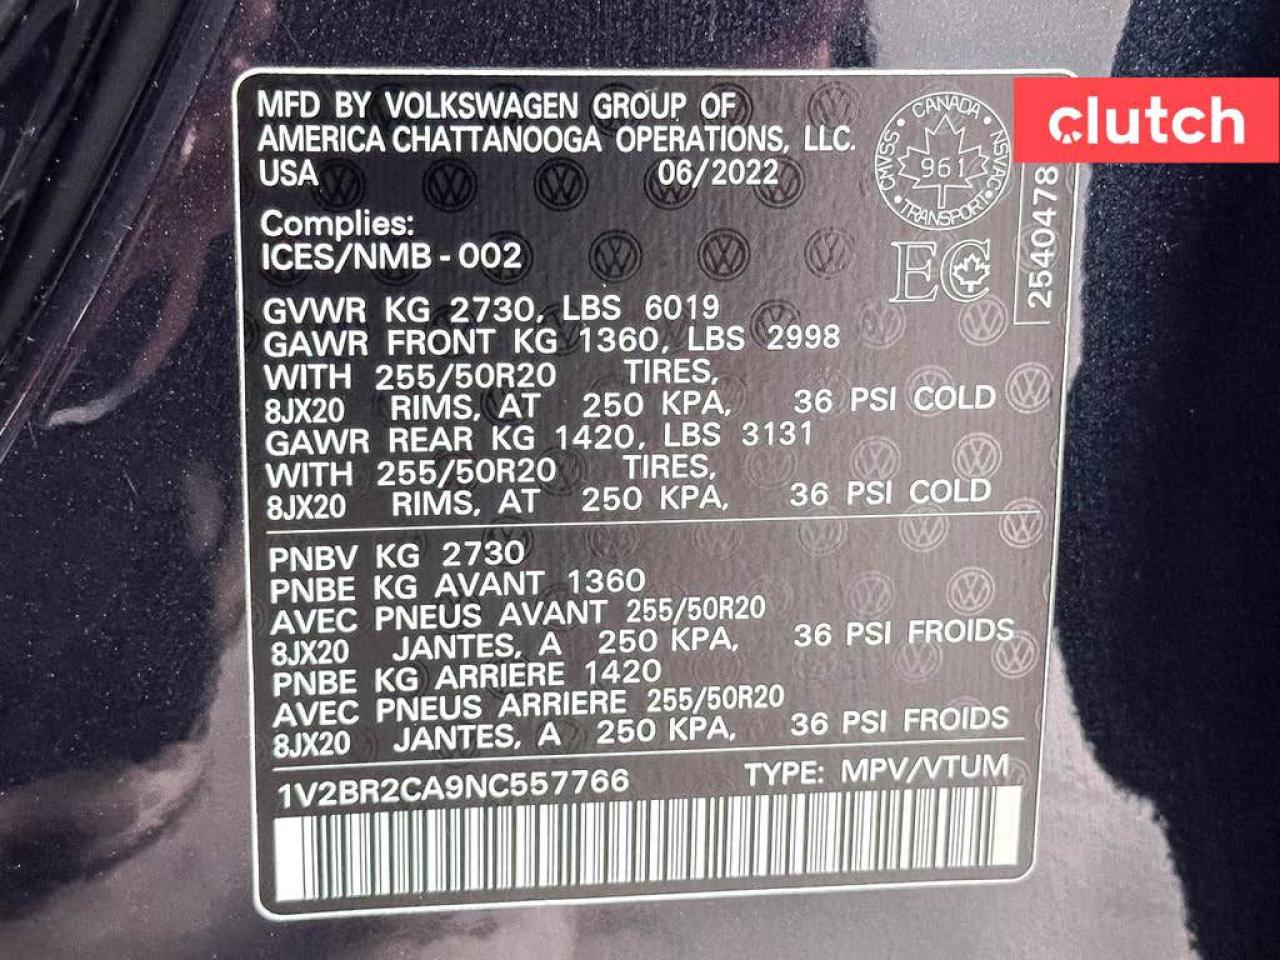 clutch
MFD BY VOLKSWAGEN GROUP OF
AMERICA CHATTANOOGA OPERATIONS, LLC.
USA 06/2022
CANADA
CMVSS 961 NSVAC
TRANSPORT
Complies:
ICES/NMB-002
EC
2540478
GVWR KG 2730, LBS 6019
GAWR FRONT KG 1360, LBS 2998
WITH 255/50R20 TIRES,
8JX20 RIMS, AT 250 KPA, 36 PSI COLD
GAWR REAR KG 1420, LBS 3131
WITH 255/50R20 TIRES,
8JX20 RIMS, AT 250 KPA, 36 PSI COLD
PNBV KG 2730
PNBE KG AVANT 1360
AVEC PNEUS AVANT 255/50R20
8JX20 JANTES, A 250 KPA, 36 PSI FROIDS
PNBE KG ARRIERE 1420
AVEC PNEUS ARRIERE 255/50R20
8JX20 JANTES, A 250 KPA, 36 PSI FROIDS
1V2BR2CA9NC557766 TYPE: MPV/VTUM